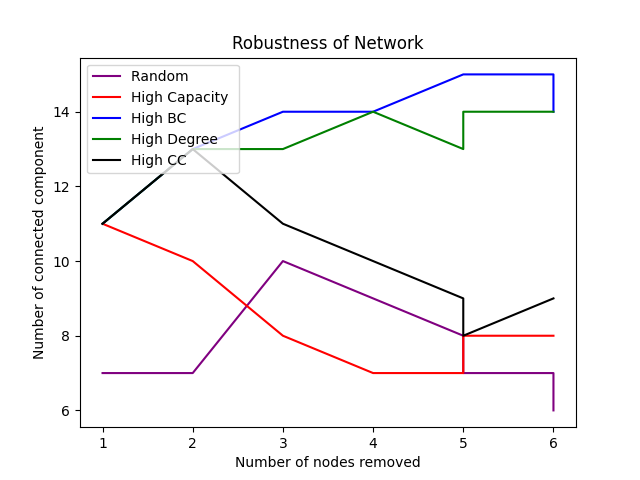 Robustness of Network
Random
High Capacity
High BC
High Degree
High CC
Number of connected component
14
12
10
8
6
1 2 3 4 5 6
Number of nodes removed